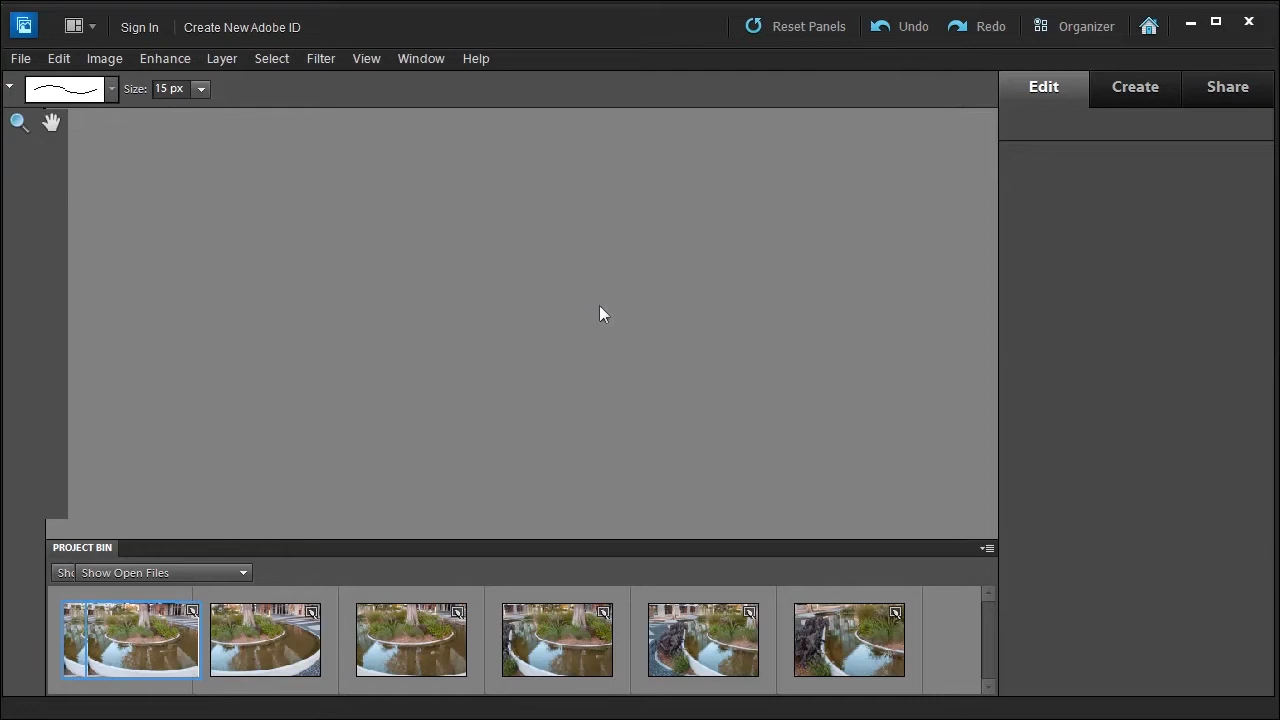 Sign In
Create New Adobe ID
Reset Panels
Undo
Redo
Organizer
File Edit Image Enhance Layer Select Filter View Window Help
Size: 15 px
Edit
Create
Share
PROJECT BIN
Sho Show Open Files